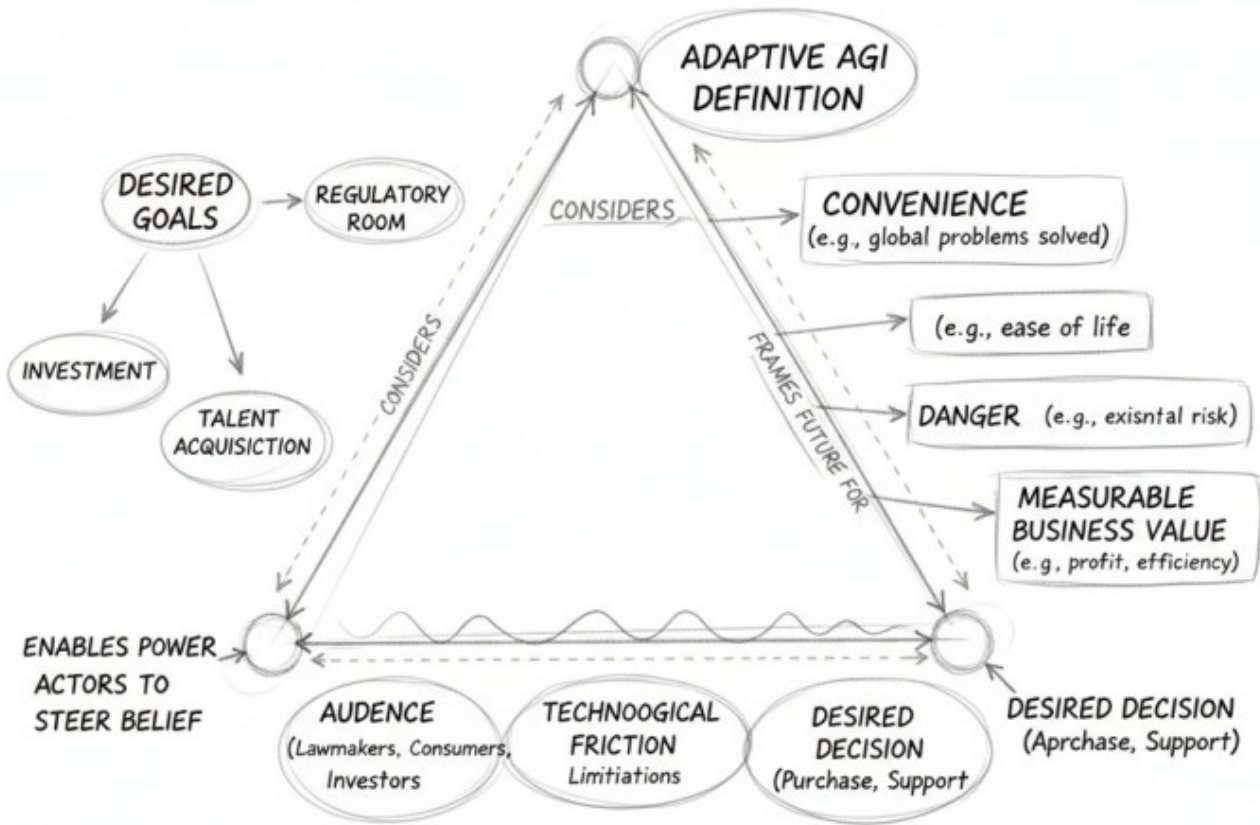 ADAPTIVE AGI
DEFINITION
DESIRED
GOALS
REGULATORY
ROOM
INVESTMENT
TALENT
ACQUISICTION
CONSIDERS
CONSIDERS
FRAMES FUTURE FOR
CONVENIENCE
(e.g., global problems solved)
(e.g., ease of life
DANGER (e.g., exisntal risk)
MEASURABLE
BUSINESS VALUE
(e.g, profit, efficiency)
ENABLES POWER
ACTORS TO
STEER BELIEF
AUDENCE
(Lawmakers, Consumers,
Investors
TECHNOOGICAL
FRICTION
Limitiations
DESIRED
DECISION
(Purchase, Support
DESIRED DECISION
(Aprchase, Support)